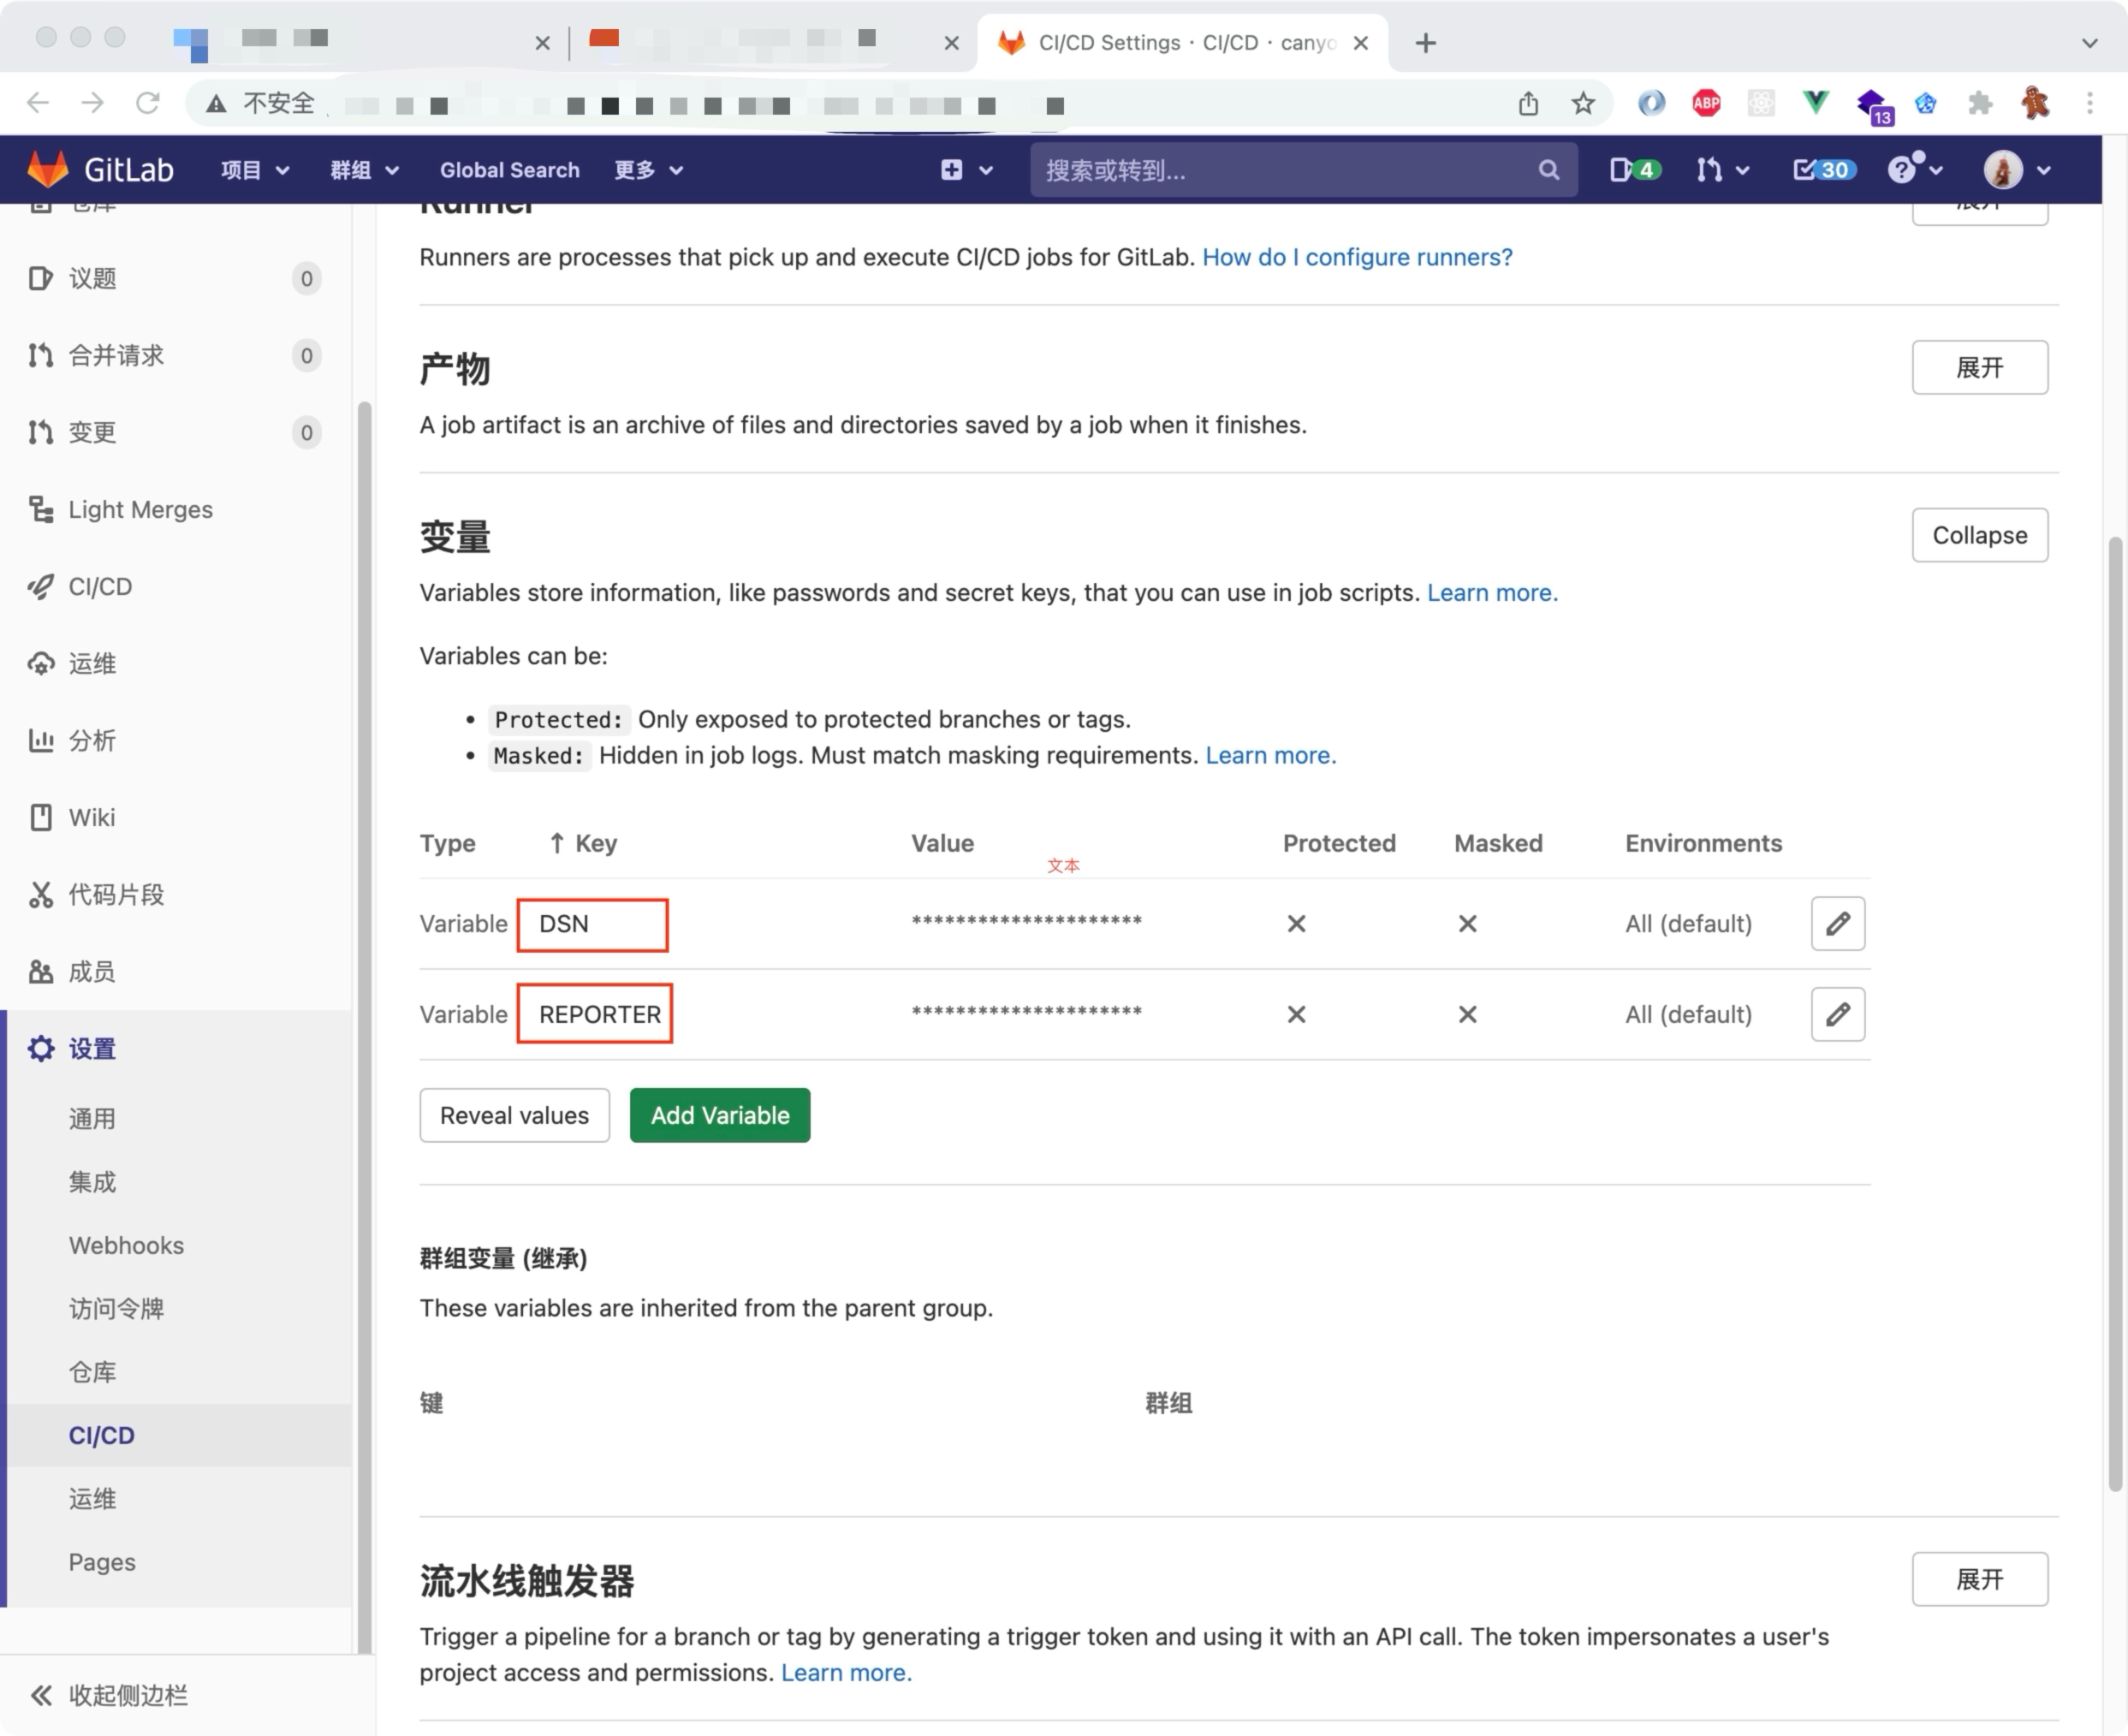 CI/CD Settings · CI/CD · canyo
不安全
ABP
13
GitLab
项目
群组
Global Search
更多
搜索或转到...
4
30
仓库
议题 0
合并请求 0
变更 0
Light Merges
CI/CD
运维
分析
Wiki
代码片段
成员
设置
通用
集成
Webhooks
访问令牌
仓库
CI/CD
运维
Pages
收起侧边栏
Runner
展开
Runners are processes that pick up and execute CI/CD jobs for GitLab. How do I configure runners?
产物
展开
A job artifact is an archive of files and directories saved by a job when it finishes.
变量
Collapse
Variables store information, like passwords and secret keys, that you can use in job scripts. Learn more.
Variables can be:
• Protected: Only exposed to protected branches or tags.
• Masked: Hidden in job logs. Must match masking requirements. Learn more.
Type ↑ Key Value Protected Masked Environments
文本
Variable DSN ********************* All (default)
Variable REPORTER ********************* All (default)
Reveal values Add Variable
群组变量 (继承)
These variables are inherited from the parent group.
键 群组
流水线触发器
展开
Trigger a pipeline for a branch or tag by generating a trigger token and using it with an API call. The token impersonates a user's
project access and permissions. Learn more.